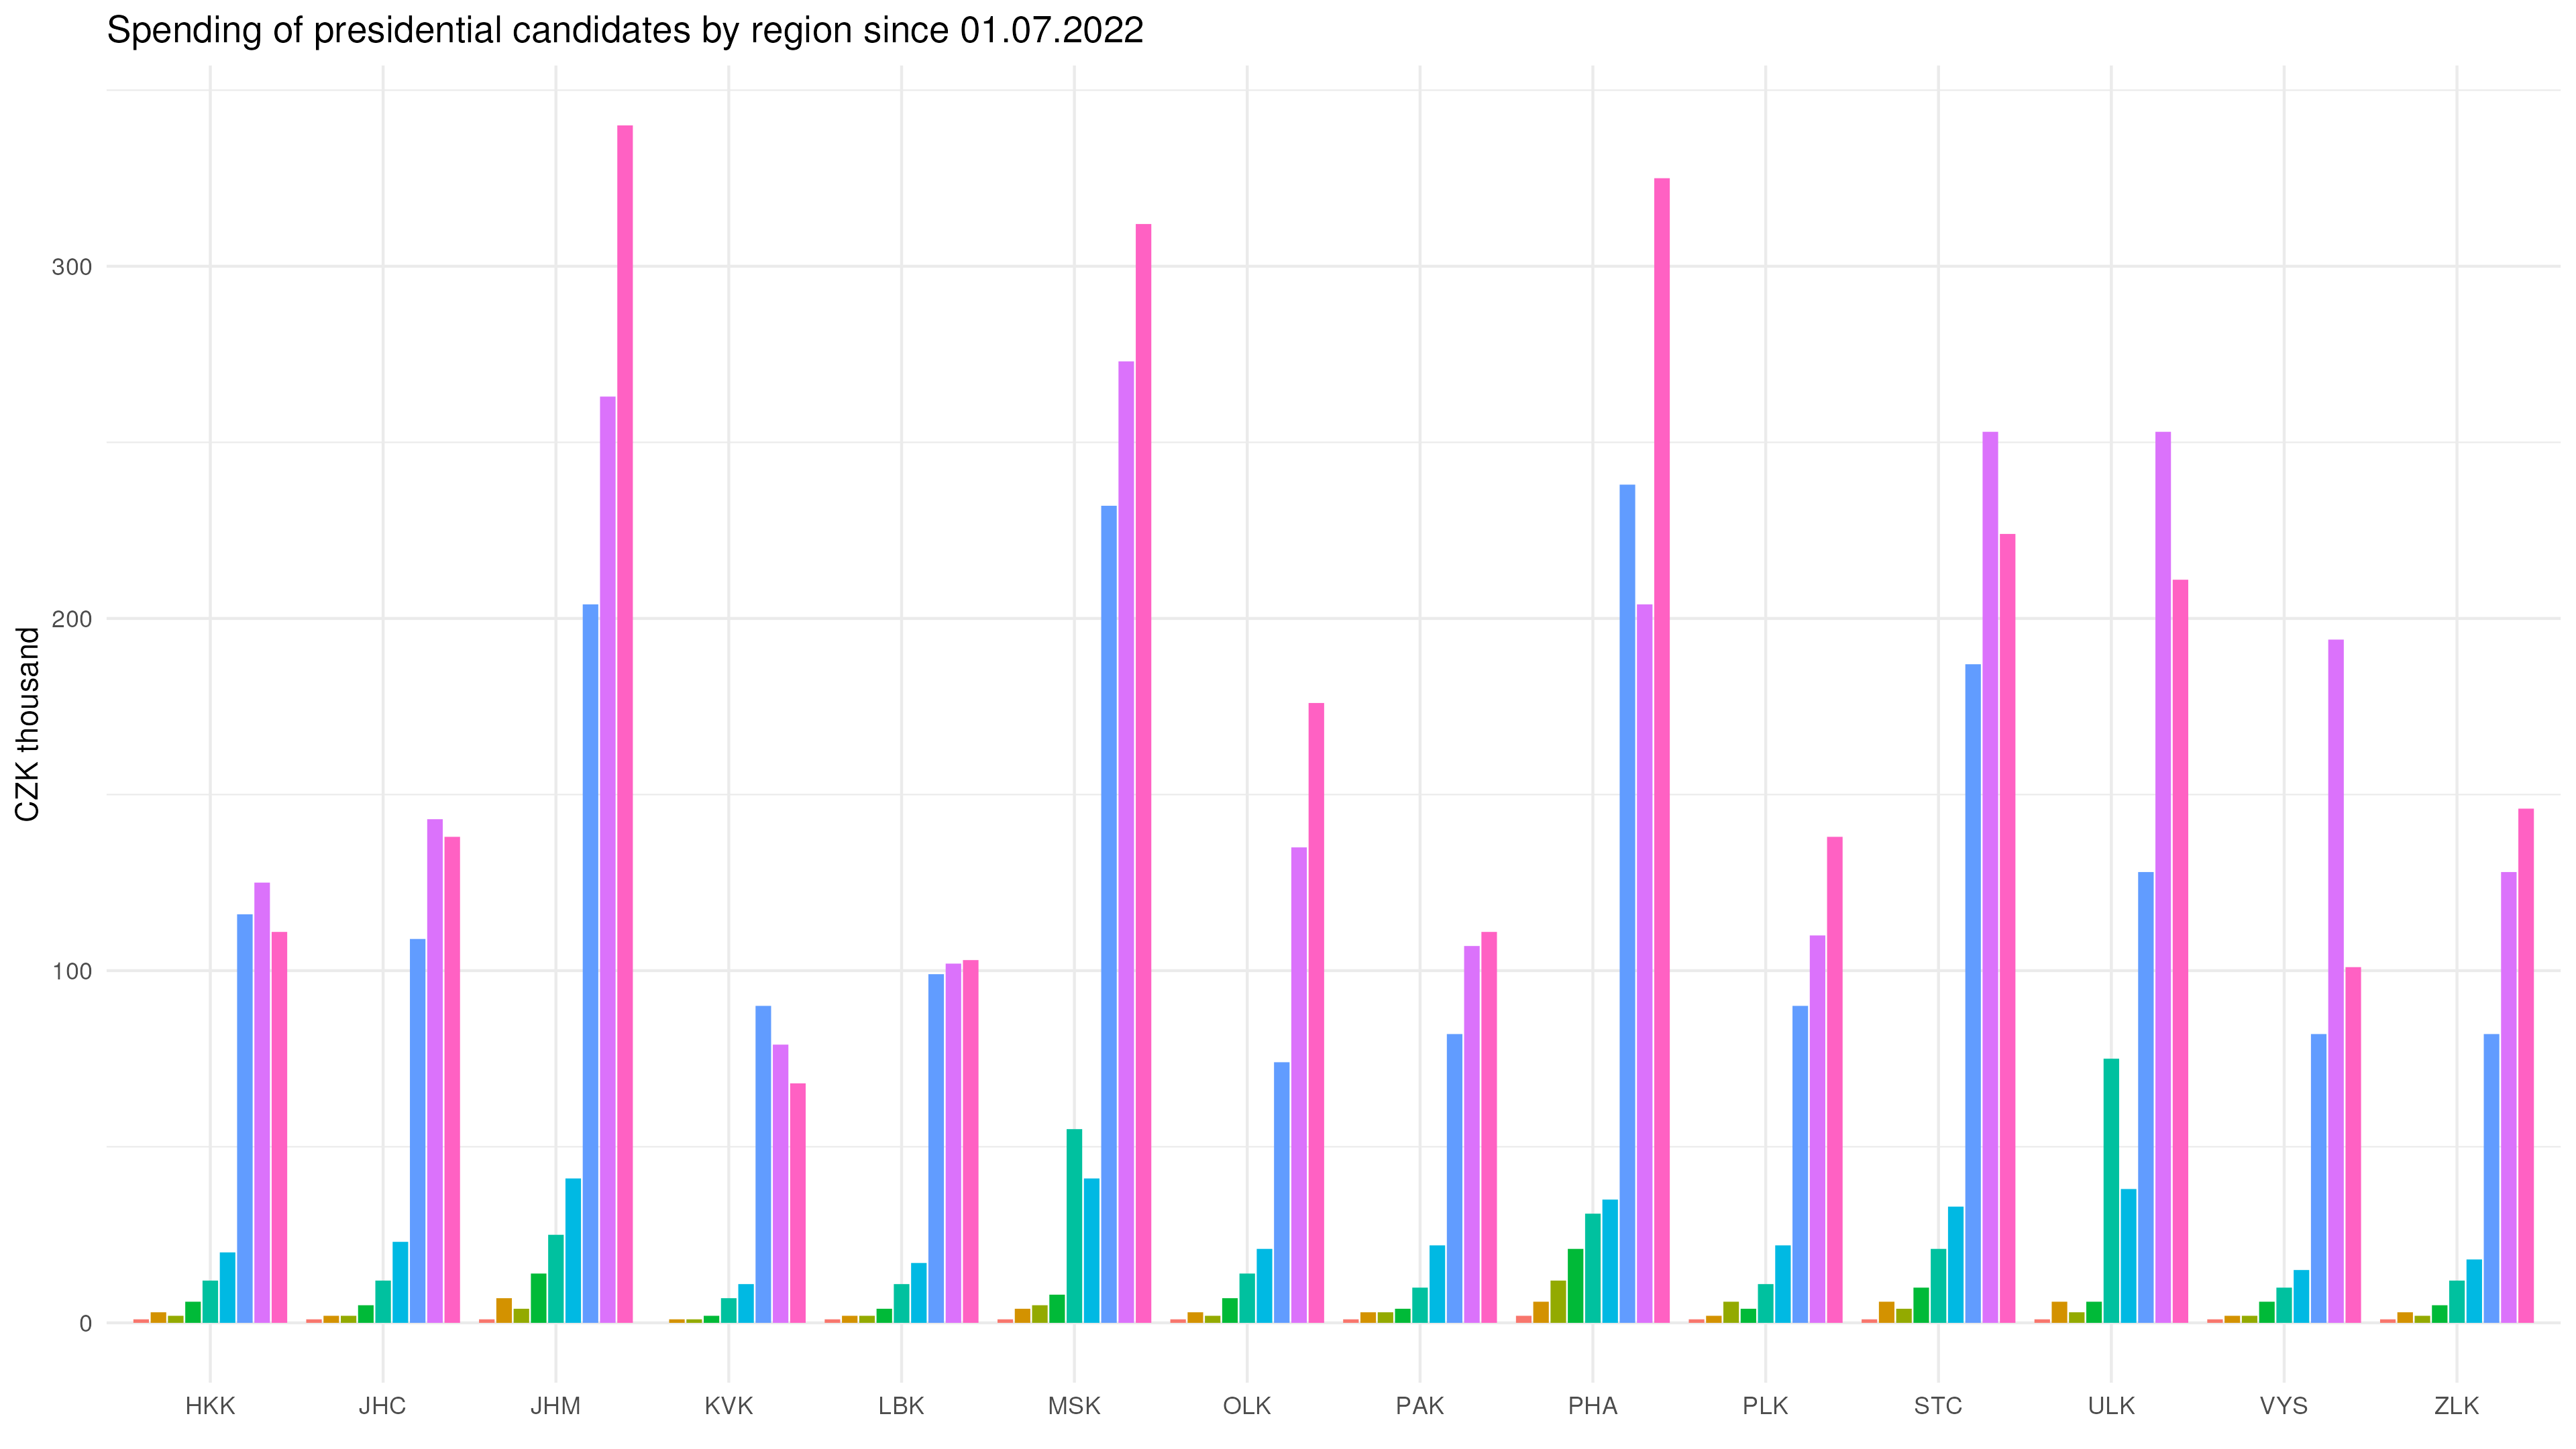 Spending of presidential candidates by region since 01.07.2022
CZK thousand
300
200
100
0
HKK JHC JHM KVK LBK MSK OLK PAK PHA PLK STC ULK VYS ZLK